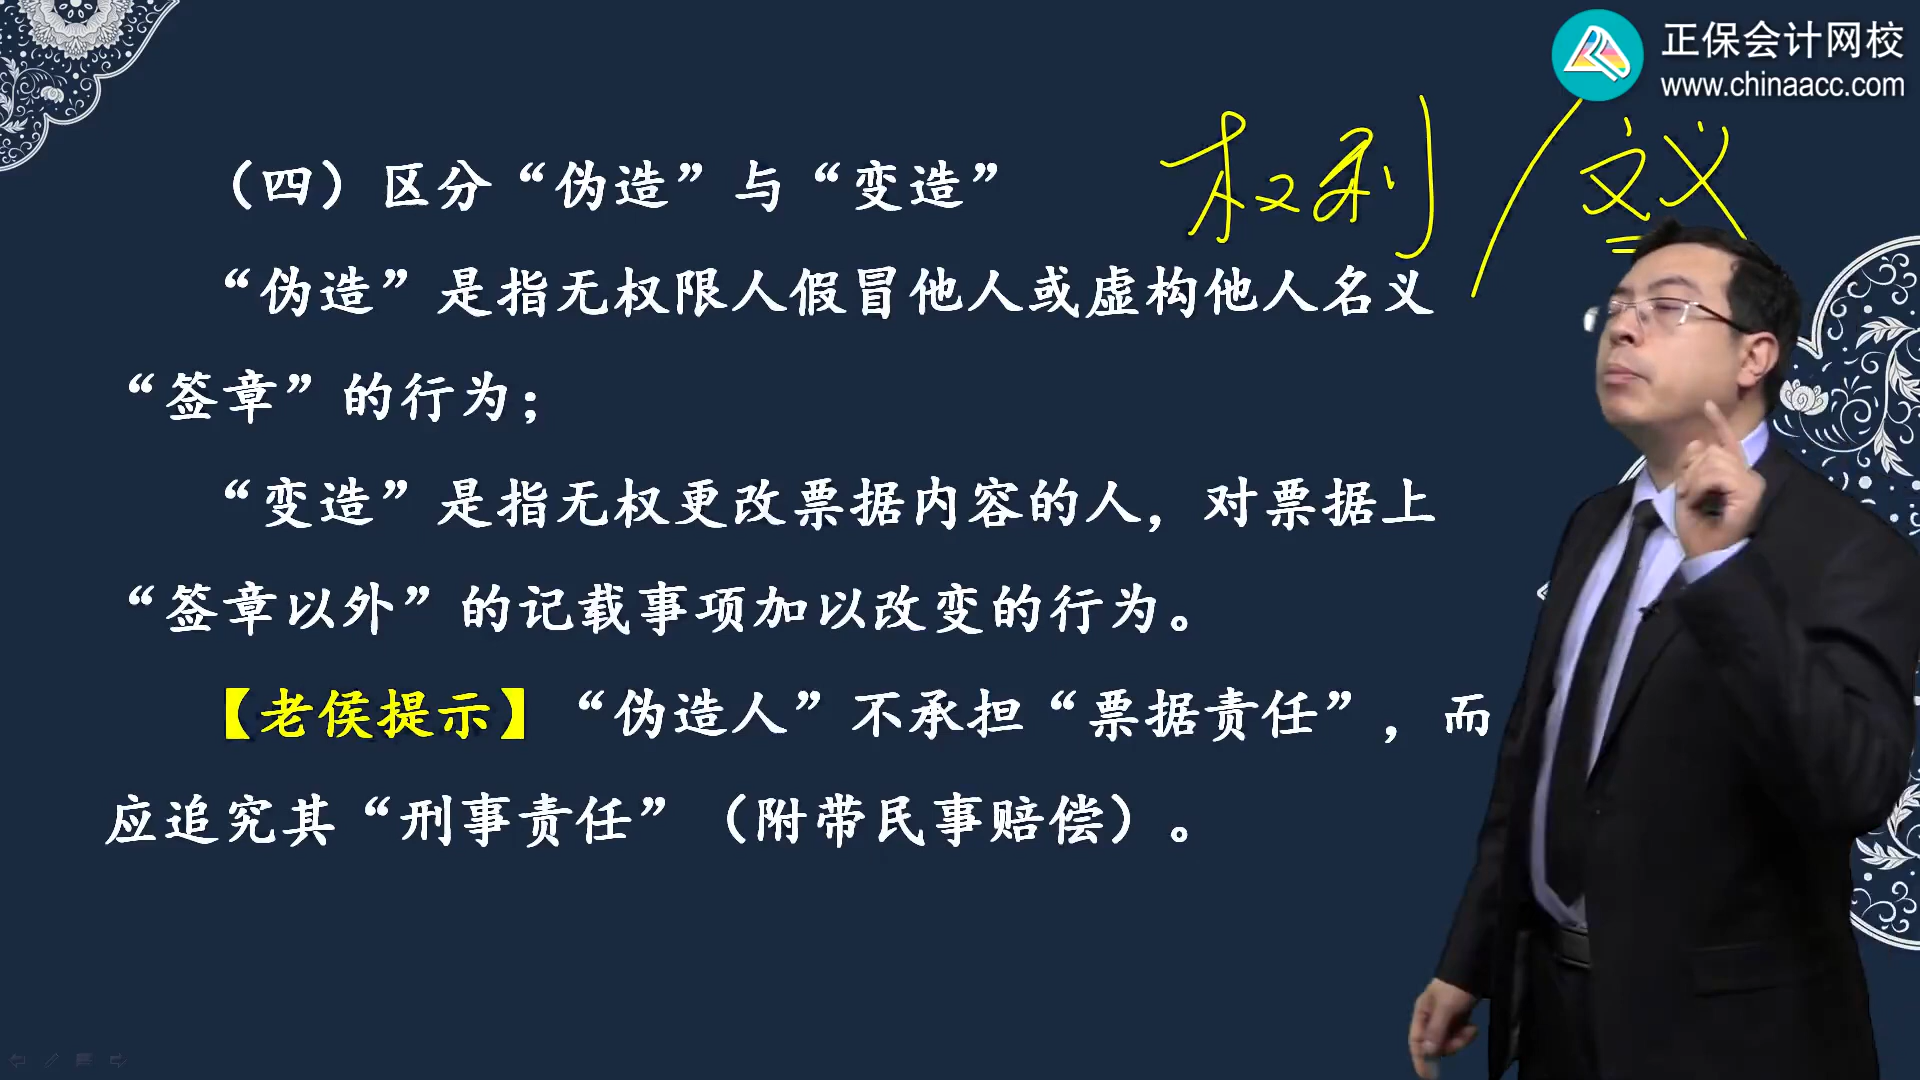 正保会计网校
www.chinaacc.com
权利/文义
（四）区分“伪造”与“变造”
“伪造”是指无权限人假冒他人或虚构他人名义
“签章”的行为；
“变造”是指无权更改票据内容的人，对票据上
“签章以外”的记载事项加以改变的行为。
【老侯提示】“伪造人”不承担“票据责任”，而
应追究其“刑事责任”（附带民事赔偿）。